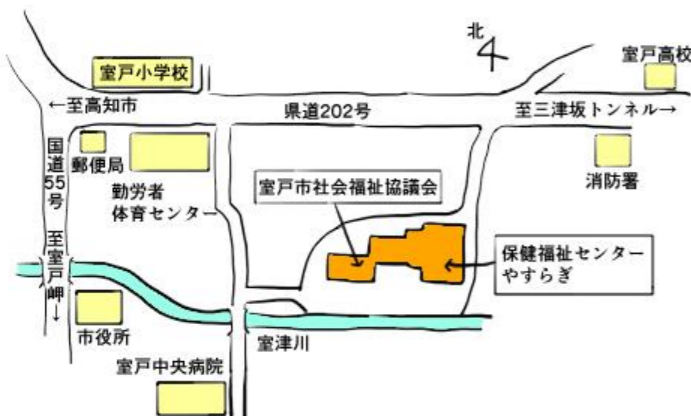 北
室戸高校
室戸小学校
←至高知市
県道202号
至三津坂トンネル→
国道55号
郵便局
勤労者
体育センター
消防署
室戸市社会福祉協議会
保健福祉センター
やすらぎ
至室戸岬→
市役所
室津川
室戸中央病院